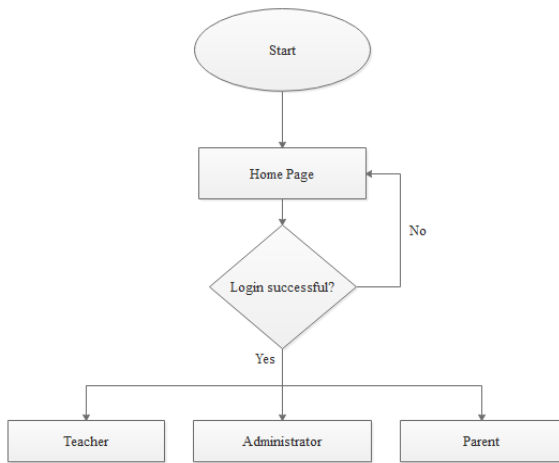 Start
Home Page
No
Login successful?
Yes
Teacher
Administrator
Parent